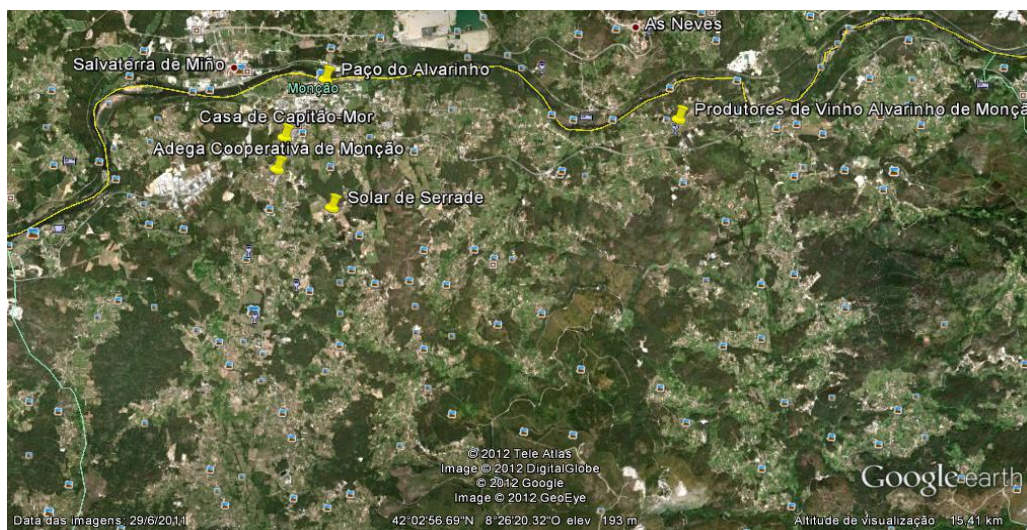 As Neves
Salvaterra de Miño
Paço do Alvarinho
Monção
Produtores de Vinho Alvarinho de Monçã
Casa de Capitão-Mor
Adega Cooperativa de Monção
Solar de Serrade
© 2012 Tele Atlas
Image © 2012 DigitalGlobe
© 2012 Google
Image © 2012 GeoEye
Google earth
Data das imagens: 29/6/2011 42°02'56.69"N 8°26'20.32"O elev 193 m Altitude de visualização 15.41 km